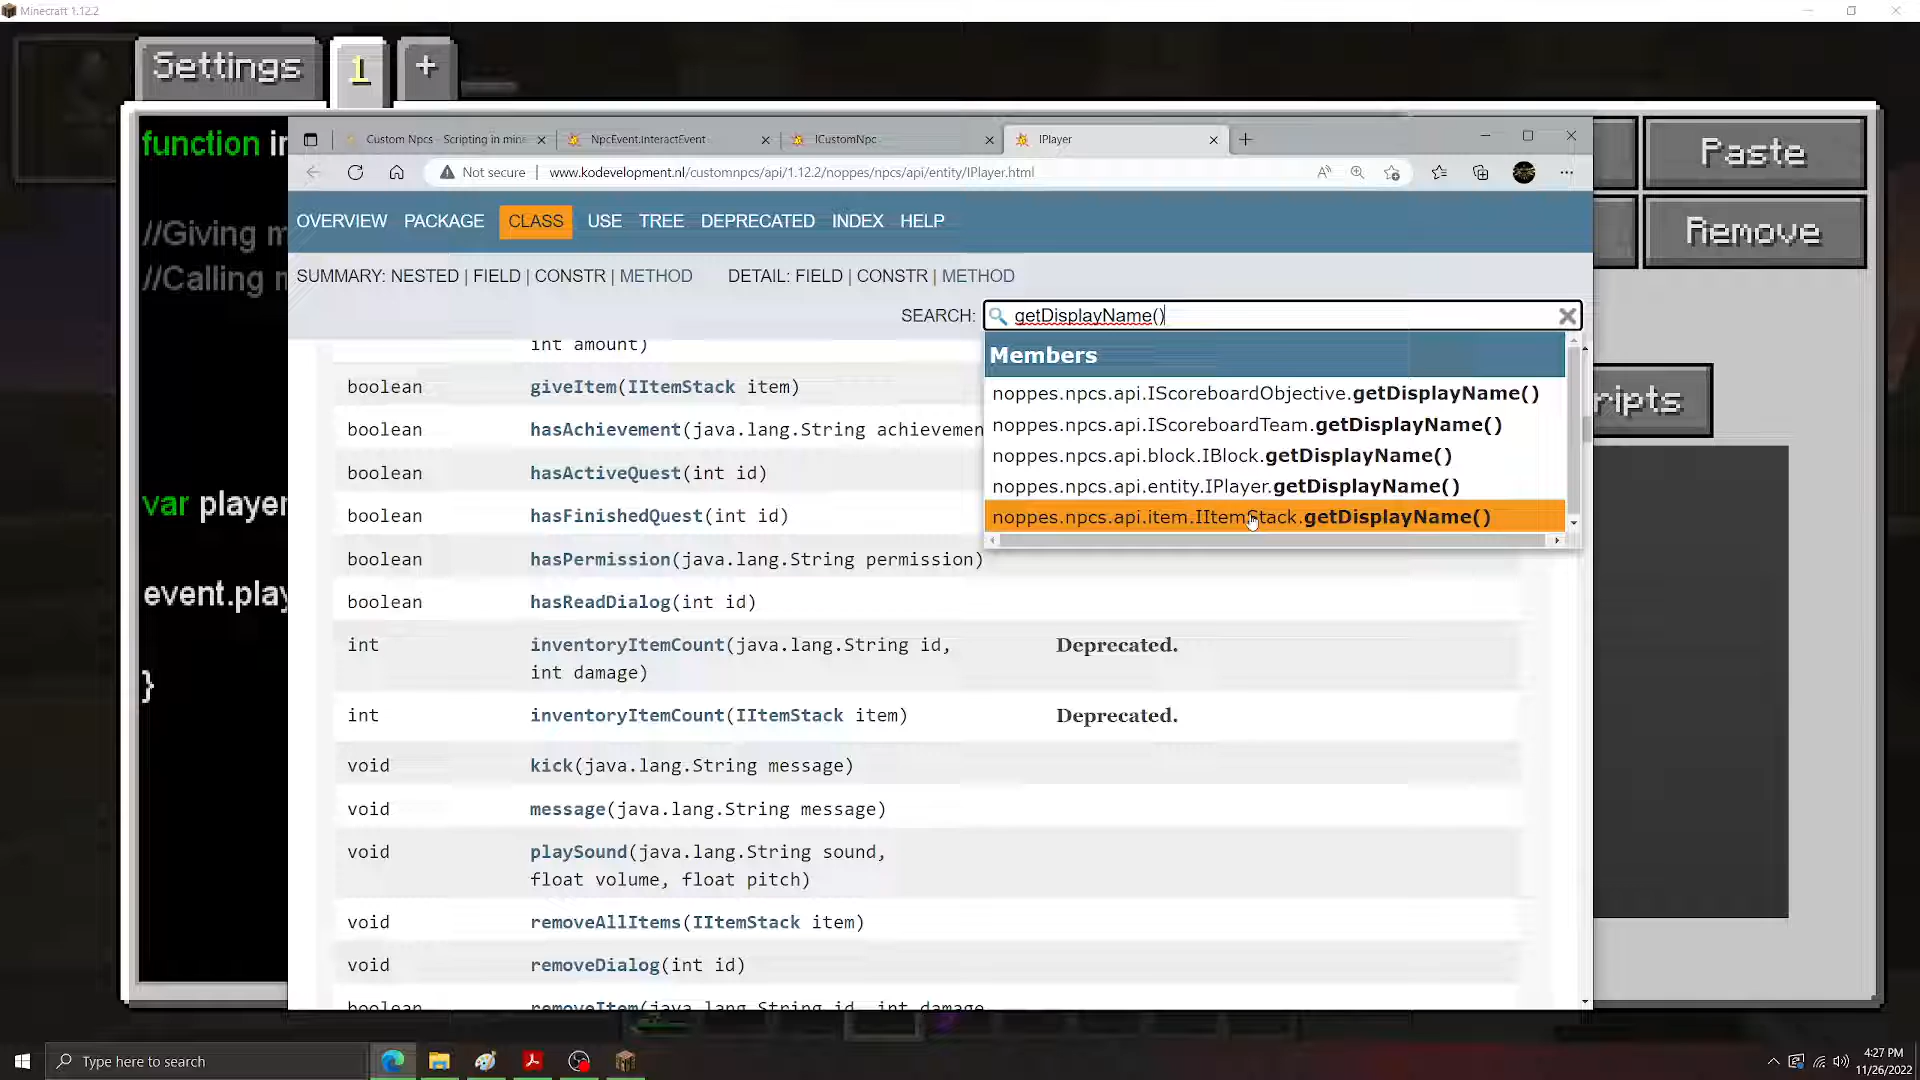 Minecraft 1.12.2
Settings
1
+
Paste
Remove
ripts
function in
//Giving m
//Calling m
var player
event.play
}
Custom Npcs - Scripting in mine
NpcEvent.InteractEvent
ICustomNpc
IPlayer
Not secure
www.kodevelopment.nl/customnpcs/api/1.12.2/noppes/npcs/api/entity/IPlayer.html
OVERVIEW PACKAGE CLASS USE TREE DEPRECATED INDEX HELP
SUMMARY: NESTED | FIELD | CONSTR | METHOD DETAIL: FIELD | CONSTR | METHOD
SEARCH: getDisplayName()
Members
noppes.npcs.api.IScoreboardObjective.getDisplayName()
noppes.npcs.api.IScoreboardTeam.getDisplayName()
noppes.npcs.api.block.IBlock.getDisplayName()
noppes.npcs.api.entity.IPlayer.getDisplayName()
noppes.npcs.api.item.IItemStack.getDisplayName()
int amount)
boolean giveItem(IItemStack item)
boolean hasAchievement(java.lang.String achievemen
boolean hasActiveQuest(int id)
boolean hasFinishedQuest(int id)
boolean hasPermission(java.lang.String permission)
boolean hasReadDialog(int id)
int inventoryItemCount(java.lang.String id, Deprecated.
int damage)
int inventoryItemCount(IItemStack item) Deprecated.
void kick(java.lang.String message)
void message(java.lang.String message)
void playSound(java.lang.String sound,
float volume, float pitch)
void removeAllItems(IItemStack item)
void removeDialog(int id)
boolean removeItem(java.lang.String id, int damage
Type here to search
4:27 PM
11/26/2022